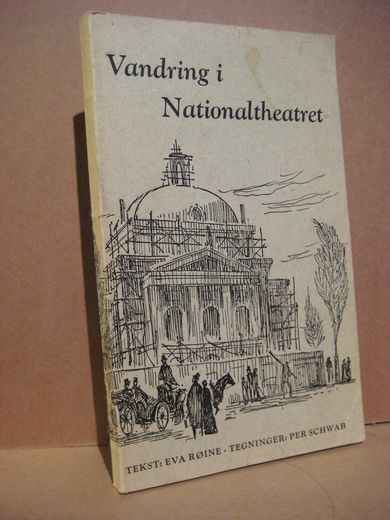 Vandring i
Nationaltheatret
TEKST: EVA RØINE - TEGNINGER: PER SCHWAB